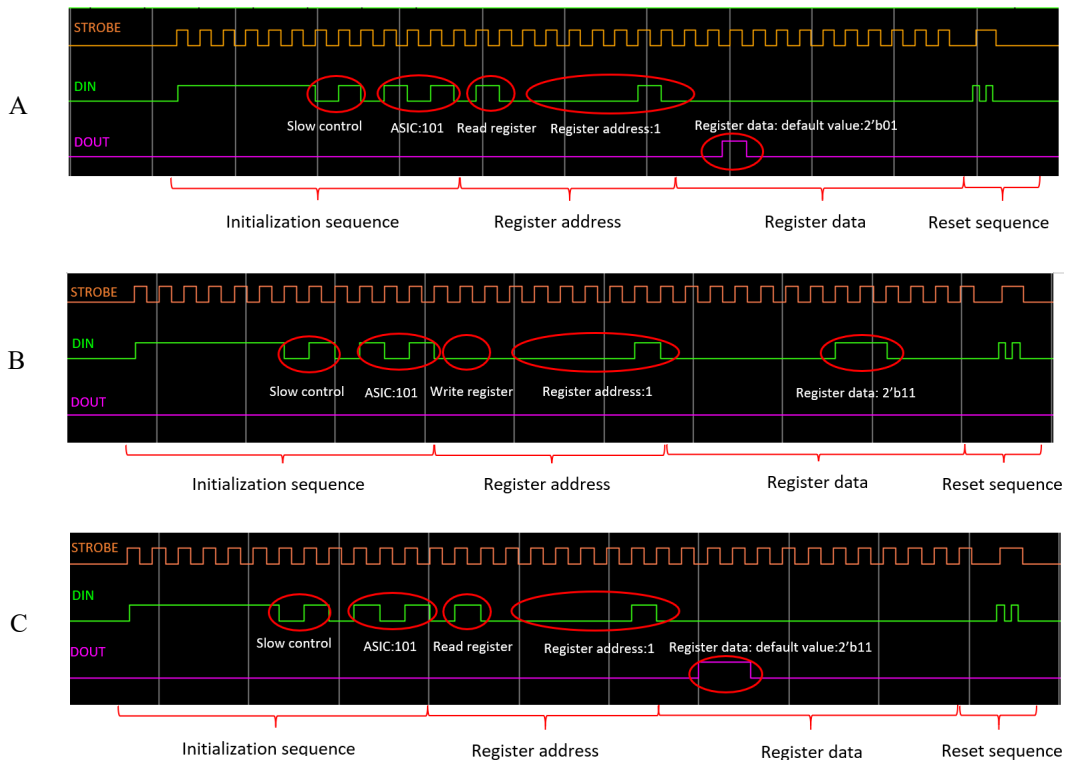 A
STROBE
DIN
Slow control ASIC:101 Read register Register address:1 Register data: default value:2'b01
DOUT
Initialization sequence Register address Register data Reset sequence
B
STROBE
DIN
Slow control ASIC:101 Write register Register address:1 Register data: 2'b11
DOUT
Initialization sequence Register address Register data Reset sequence
C
STROBE
DIN
Slow control ASIC:101 Read register Register address:1 Register data: default value:2'b11
DOUT
Initialization sequence Register address Register data Reset sequence